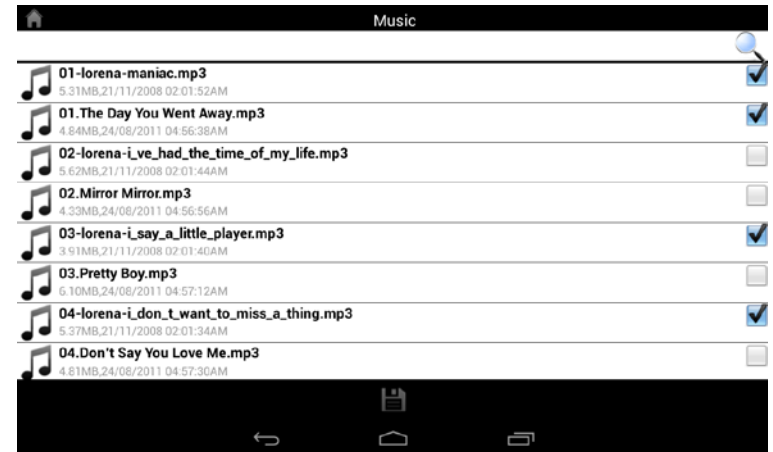 Music
01-lorena-maniac.mp3
5.31MB,21/11/2008 02:01:52AM
01.The Day You Went Away.mp3
4.84MB,24/08/2011 04:56:38AM
02-lorena-i_ve_had_the_time_of_my_life.mp3
5.62MB,21/11/2008 02:01:44AM
02.Mirror Mirror.mp3
4.33MB,24/08/2011 04:56:56AM
03-lorena-i_say_a_little_player.mp3
3.91MB,21/11/2008 02:01:40AM
03.Pretty Boy.mp3
6.10MB,24/08/2011 04:57:12AM
04-lorena-i_don_t_want_to_miss_a_thing.mp3
5.37MB,21/11/2008 02:01:34AM
04.Don't Say You Love Me.mp3
4.81MB,24/08/2011 04:57:30AM